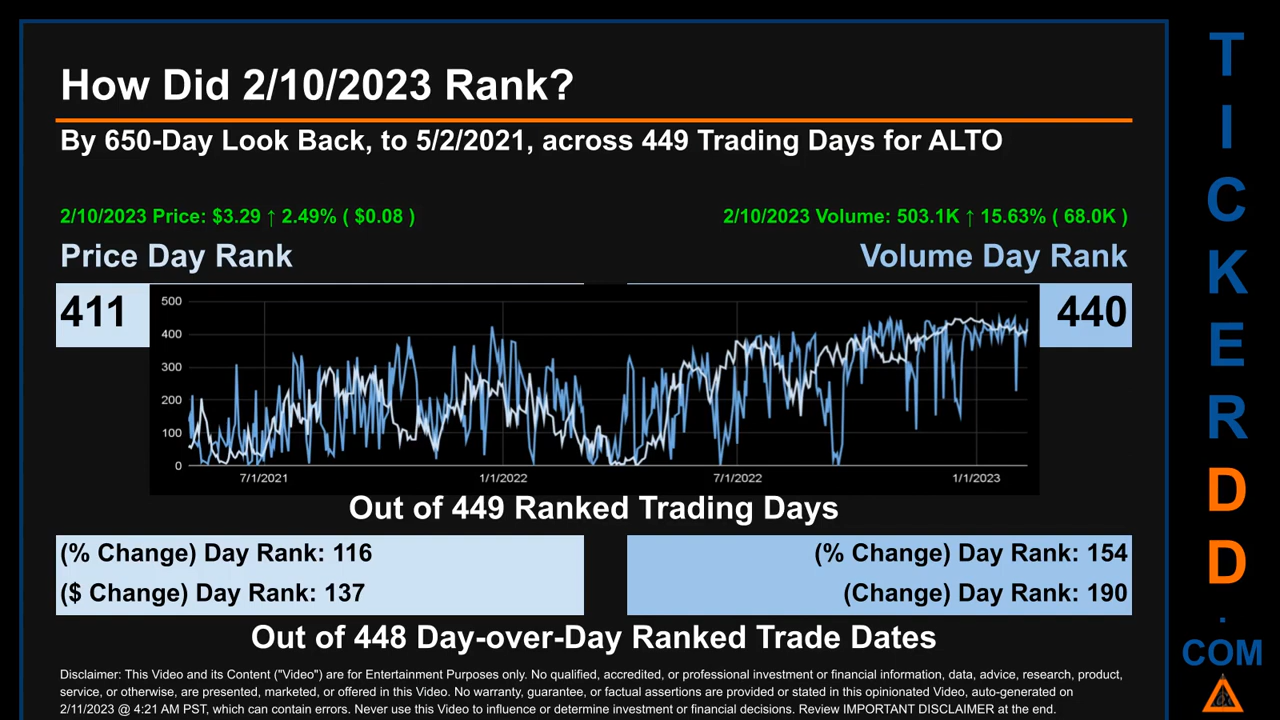 How Did 2/10/2023 Rank?
By 650-Day Look Back, to 5/2/2021, across 449 Trading Days for ALTO
2/10/2023 Price: $3.29 ↑ 2.49% ( $0.08 )
2/10/2023 Volume: 503.1K ↑ 15.63% ( 68.0K )
Price Day Rank
Volume Day Rank
411
440
500
400
300
200
100
0
7/1/2021
1/1/2022
7/1/2022
1/1/2023
Out of 449 Ranked Trading Days
(% Change) Day Rank: 116
($ Change) Day Rank: 137
(% Change) Day Rank: 154
(Change) Day Rank: 190
Out of 448 Day-over-Day Ranked Trade Dates
Disclaimer: This Video and its Content ("Video") are for Entertainment Purposes only. No qualified, accredited, or professional investment or financial information, data, advice, research, product,
service, or otherwise, are presented, marketed, or offered in this Video. No warranty, guarantee, or factual assertions are provided or stated in this opinionated Video, auto-generated on
2/11/2023 @ 4:21 AM PST, which can contain errors. Never use this Video to influence or determine investment or financial decisions. Review IMPORTANT DISCLAIMER at the end.
T
I
C
K
E
R
D
D
.
COM